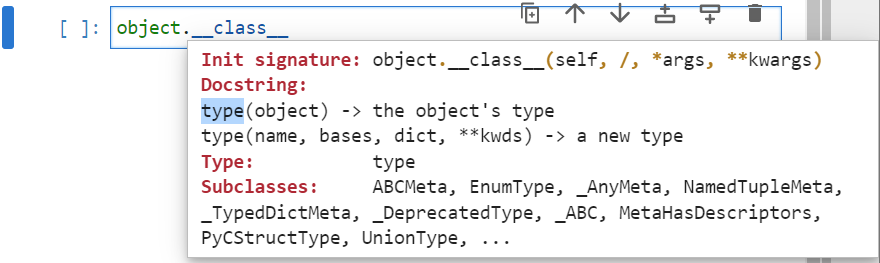 [ ]: object.__class__
Init signature: object.__class__(self, /, *args, **kwargs)
Docstring:
type(object) -> the object's type
type(name, bases, dict, **kwds) -> a new type
Type: type
Subclasses: ABCMeta, EnumType, _AnyMeta, NamedTupleMeta,
_TypedDictMeta, _DeprecatedType, _ABC, MetaHasDescriptors,
PyCStructType, UnionType, ...